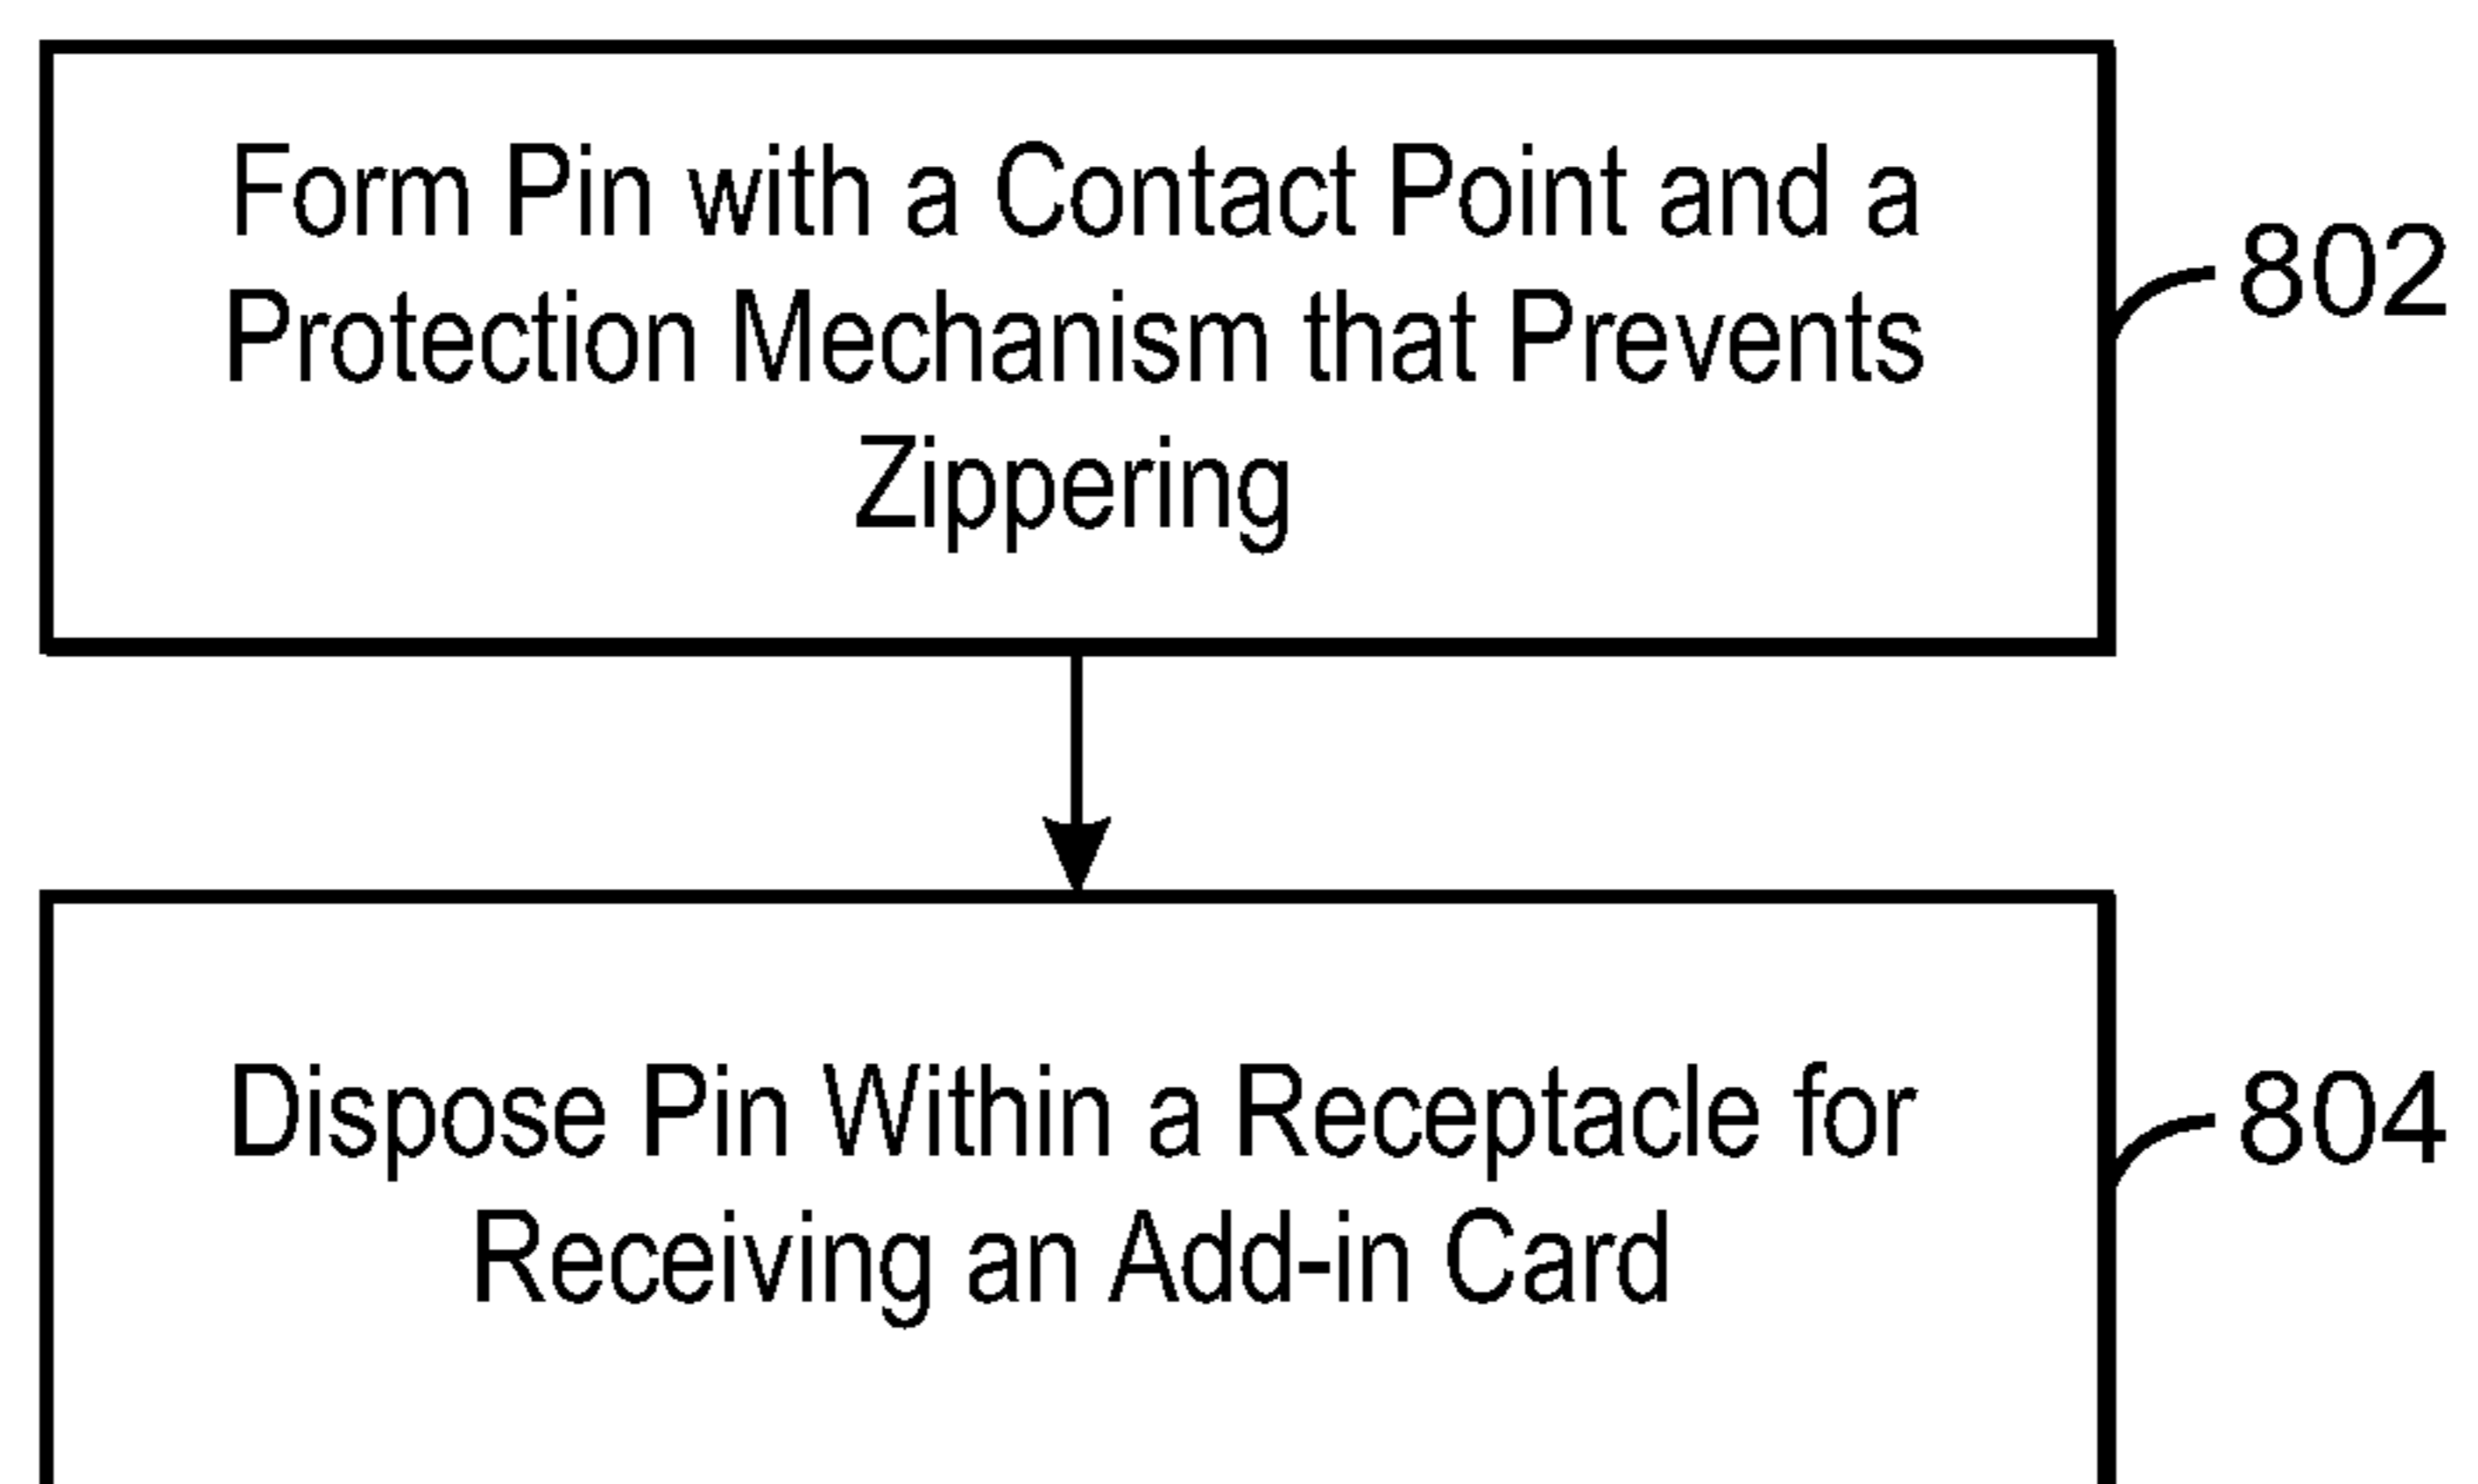 Form Pin with a Contact Point and a
Protection Mechanism that Prevents
Zippering
802
Dispose Pin Within a Receptacle for
Receiving an Add-in Card
804